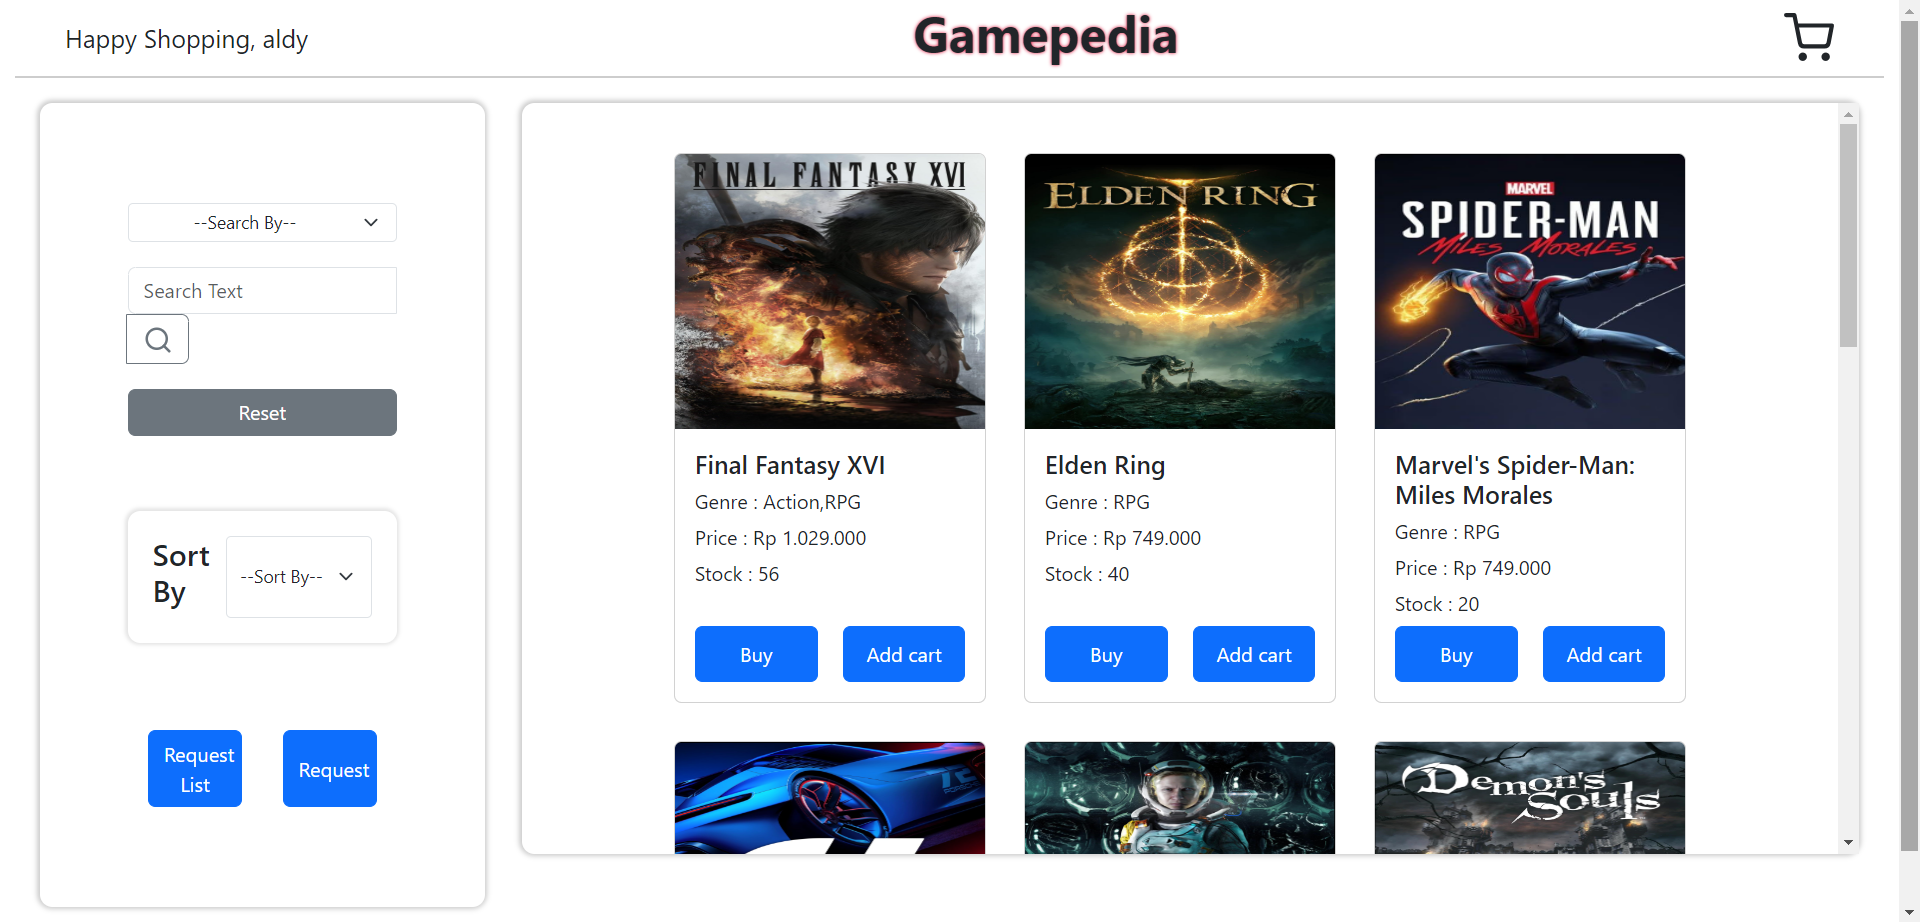 Happy Shopping, aldy
Gamepedia
--Search By--
Search Text
Reset
Sort
By
--Sort By--
Request
List
Request
FINAL FANTASY XVI
ELDEN RING
MARVEL
SPIDER-MAN
MILES MORALES
Final Fantasy XVI
Genre : Action,RPG
Price : Rp 1.029.000
Stock : 56
Buy
Add cart
Elden Ring
Genre : RPG
Price : Rp 749.000
Stock : 40
Buy
Add cart
Marvel's Spider-Man:
Miles Morales
Genre : RPG
Price : Rp 749.000
Stock : 20
Buy
Add cart
Demon's
Souls